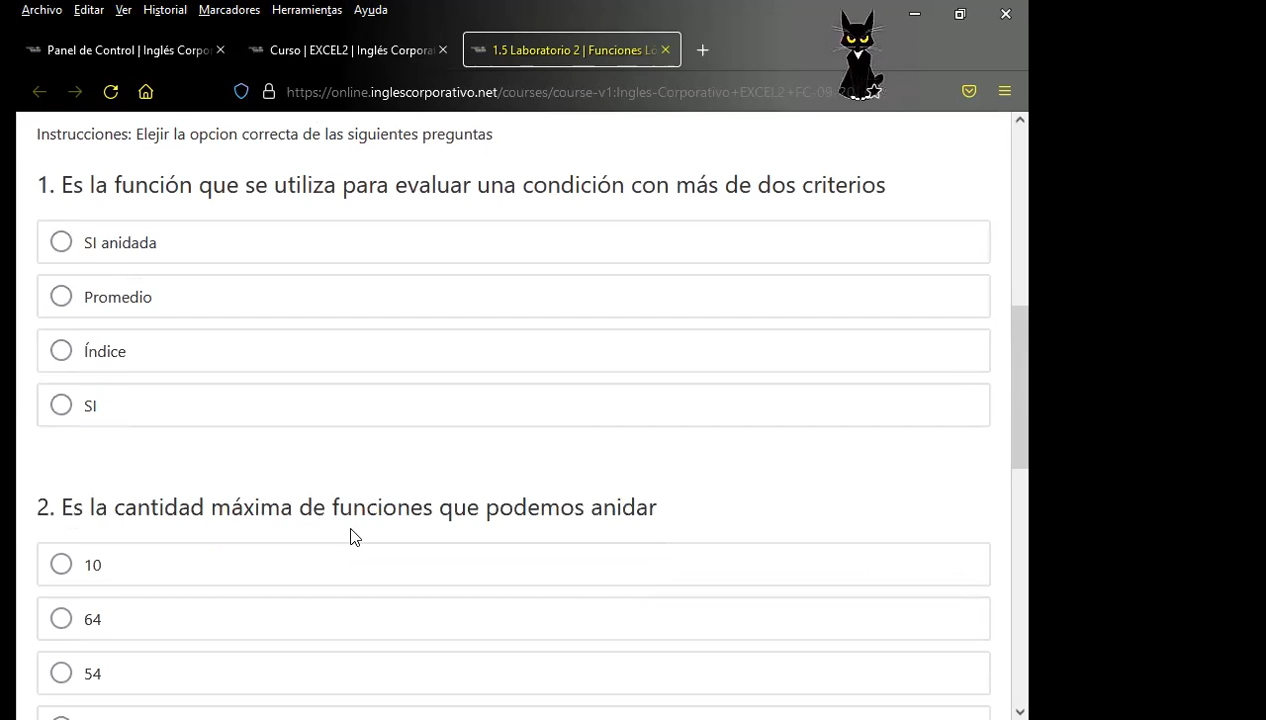 Archivo Editar Ver Historial Marcadores Herramientas Ayuda
Panel de Control | Inglés Corpor
Curso | EXCEL2 | Inglés Corpora
1.5 Laboratorio 2 | Funciones Ló
https://online.inglescorporativo.net/courses/course-v1:Ingles-Corporativo+EXCEL2+FC-09-20
Instrucciones: Elejir la opcion correcta de las siguientes preguntas
1. Es la función que se utiliza para evaluar una condición con más de dos criterios
SI anidada
Promedio
Índice
SI
2. Es la cantidad máxima de funciones que podemos anidar
10
64
54